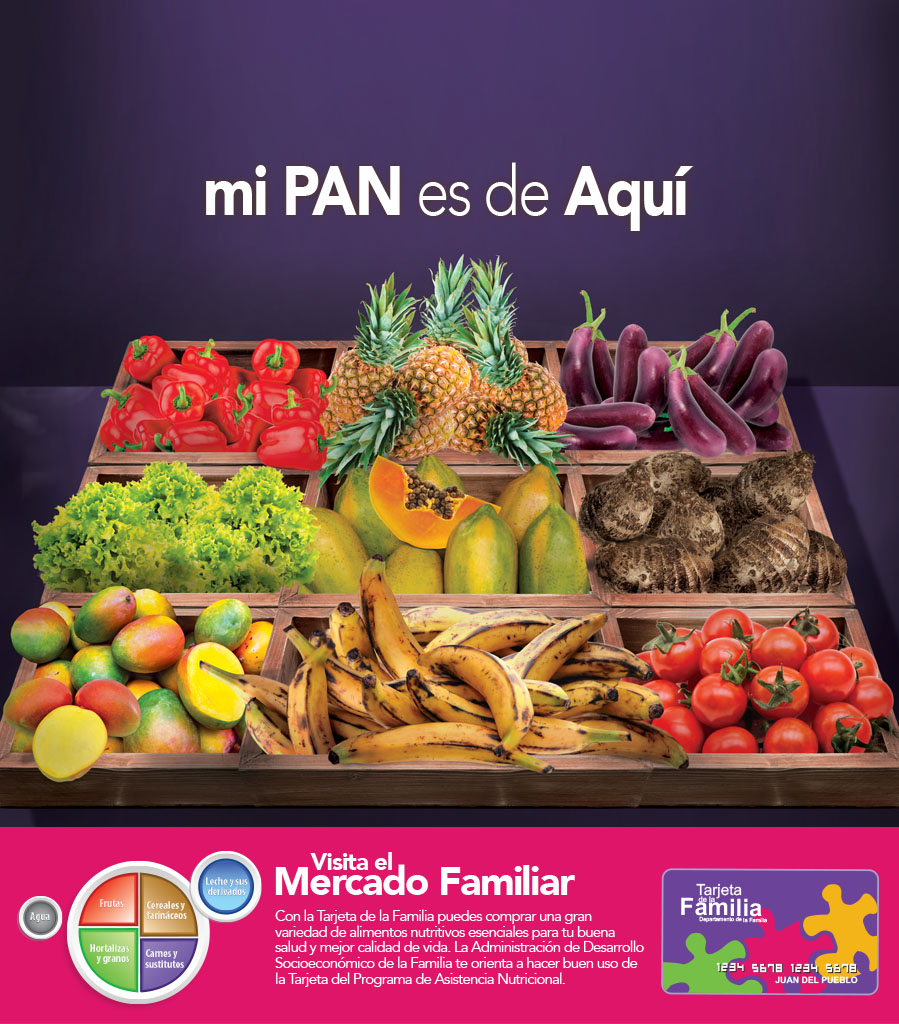 mi PAN es de Aquí
Visita el
Mercado Familiar
Con la Tarjeta de la Familia puedes comprar una gran
variedad de alimentos nutritivos esenciales para tu buena
salud y mejor calidad de vida. La Administración de Desarrollo
Socioeconómico de la Familia te orienta a hacer buen uso de
la Tarjeta del Programa de Asistencia Nutricional.
Agua
Frutas
Cereales y
farináceos
Leche y sus
derivados
Hortalizas
y granos
Carnes y
sustitutos
Tarjeta
de la
Familia
Departamento de la Familia
1234 5678 1234 5678
JUAN DEL PUEBLO